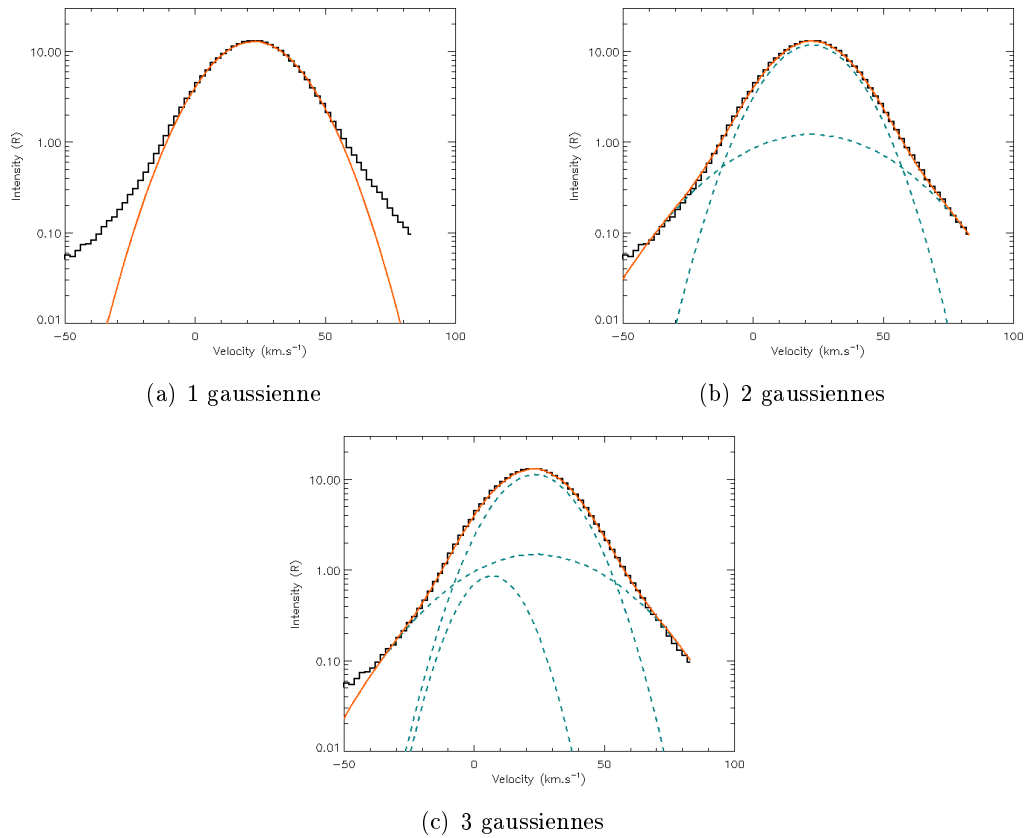 10.00
1.00
0.10
0.01
Intensity (R)
−50 0 50 100
Velocity (km.s⁻¹)
(a) 1 gaussienne
10.00
1.00
0.10
0.01
Intensity (R)
−50 0 50 100
Velocity (km.s⁻¹)
(b) 2 gaussiennes
10.00
1.00
0.10
0.01
Intensity (R)
−50 0 50 100
Velocity (km.s⁻¹)
(c) 3 gaussiennes